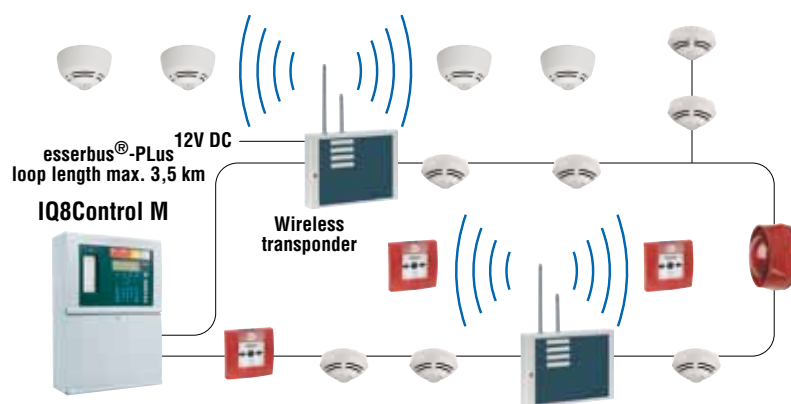 12V DC
esserbus®-PLus
loop length max. 3,5 km
IQ8Control M
Wireless
transponder